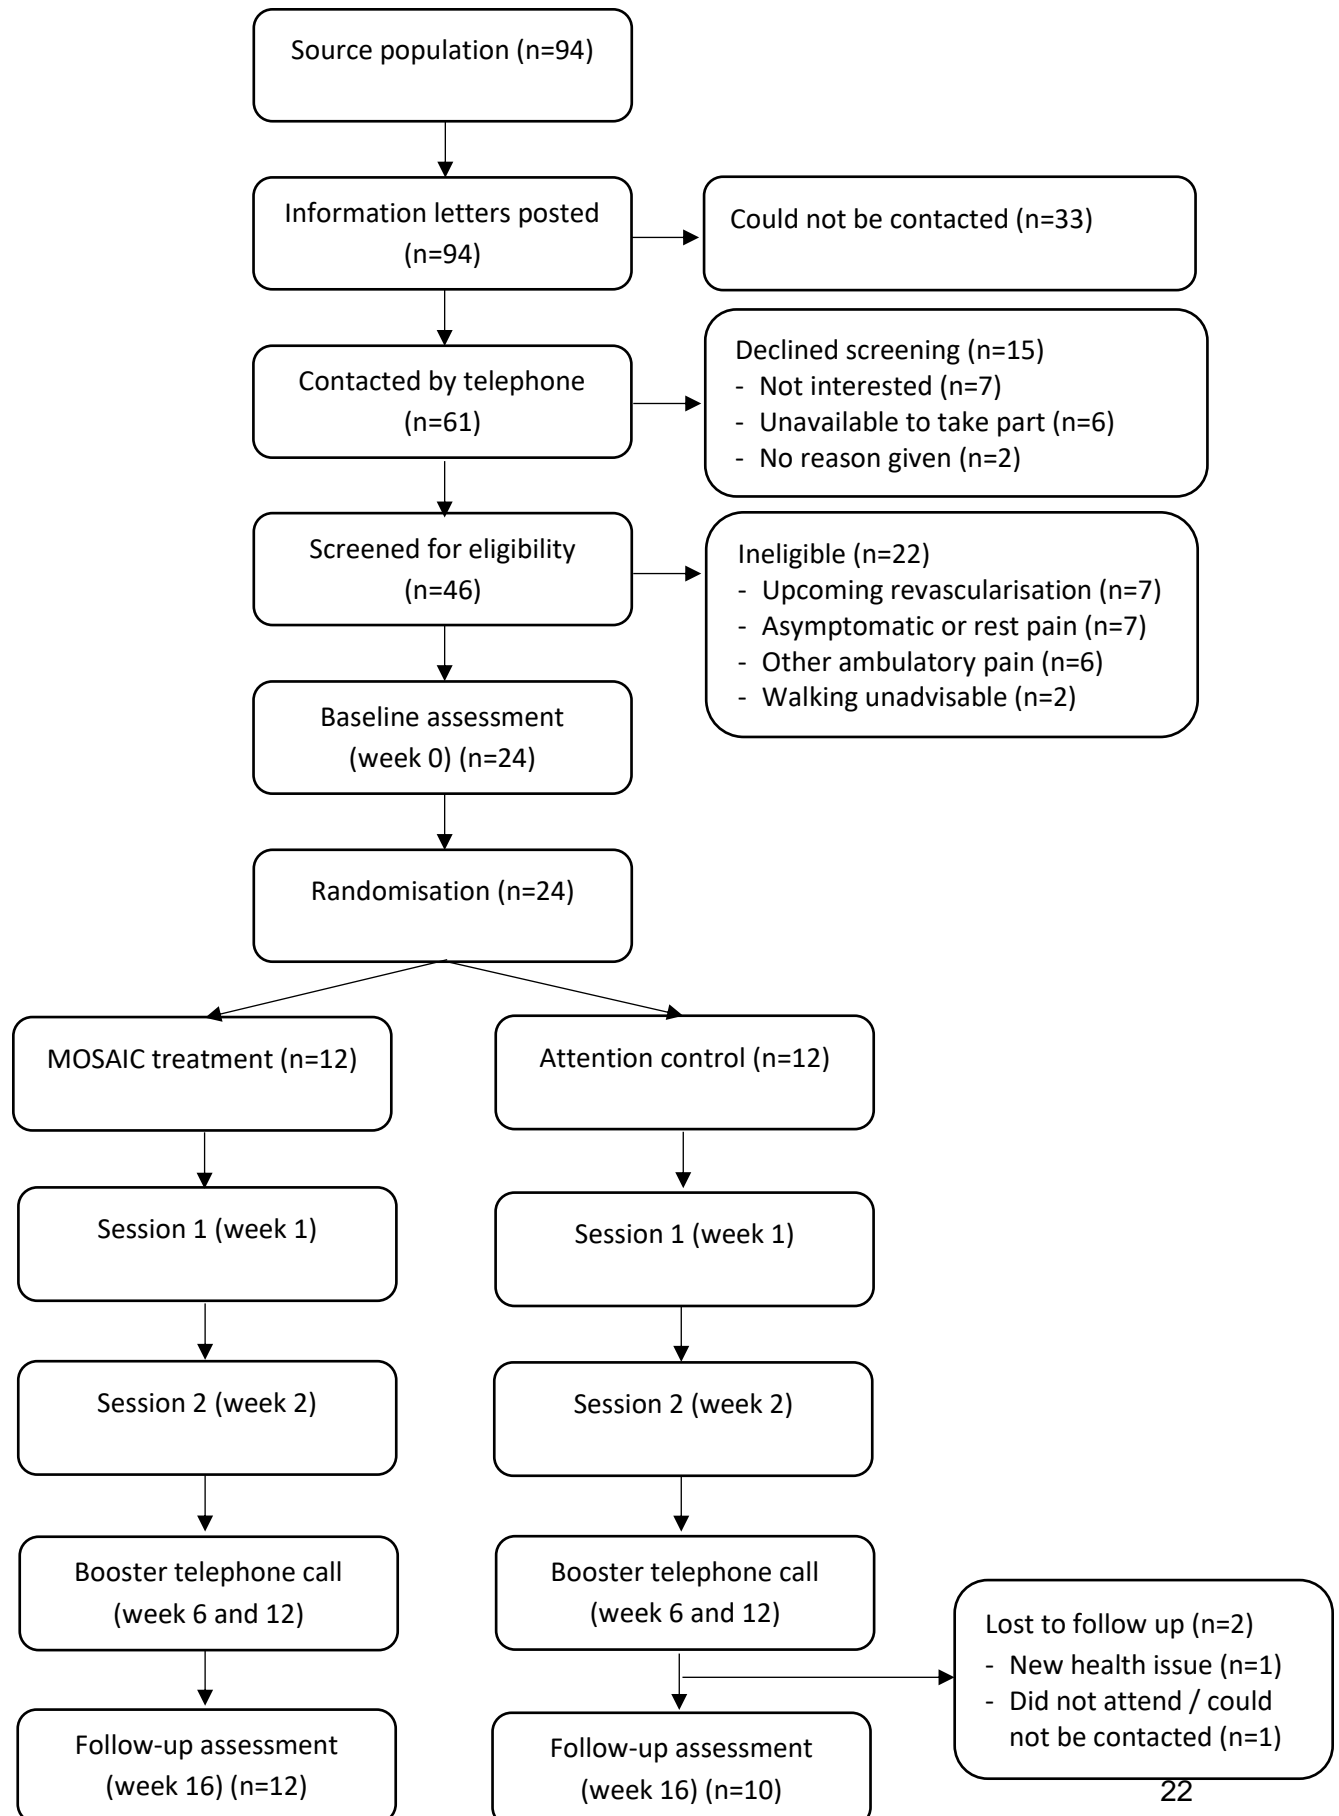 Source population (n=94)
Information letters posted
(n=94)
Could not be contacted (n=33)
Contacted by telephone
(n=61)
Declined screening (n=15)
- Not interested (n=7)
- Unavailable to take part (n=6)
- No reason given (n=2)
Screened for eligibility
(n=46)
Ineligible (n=22)
- Upcoming revascularisation (n=7)
- Asymptomatic or rest pain (n=7)
- Other ambulatory pain (n=6)
- Walking unadvisable (n=2)
Baseline assessment
(week 0) (n=24)
Randomisation (n=24)
MOSAIC treatment (n=12)
Attention control (n=12)
Session 1 (week 1)
Session 1 (week 1)
Session 2 (week 2)
Session 2 (week 2)
Booster telephone call
(week 6 and 12)
Booster telephone call
(week 6 and 12)
Lost to follow up (n=2)
- New health issue (n=1)
- Did not attend / could
not be contacted (n=1)
Follow-up assessment
(week 16) (n=12)
Follow-up assessment
(week 16) (n=10)
22